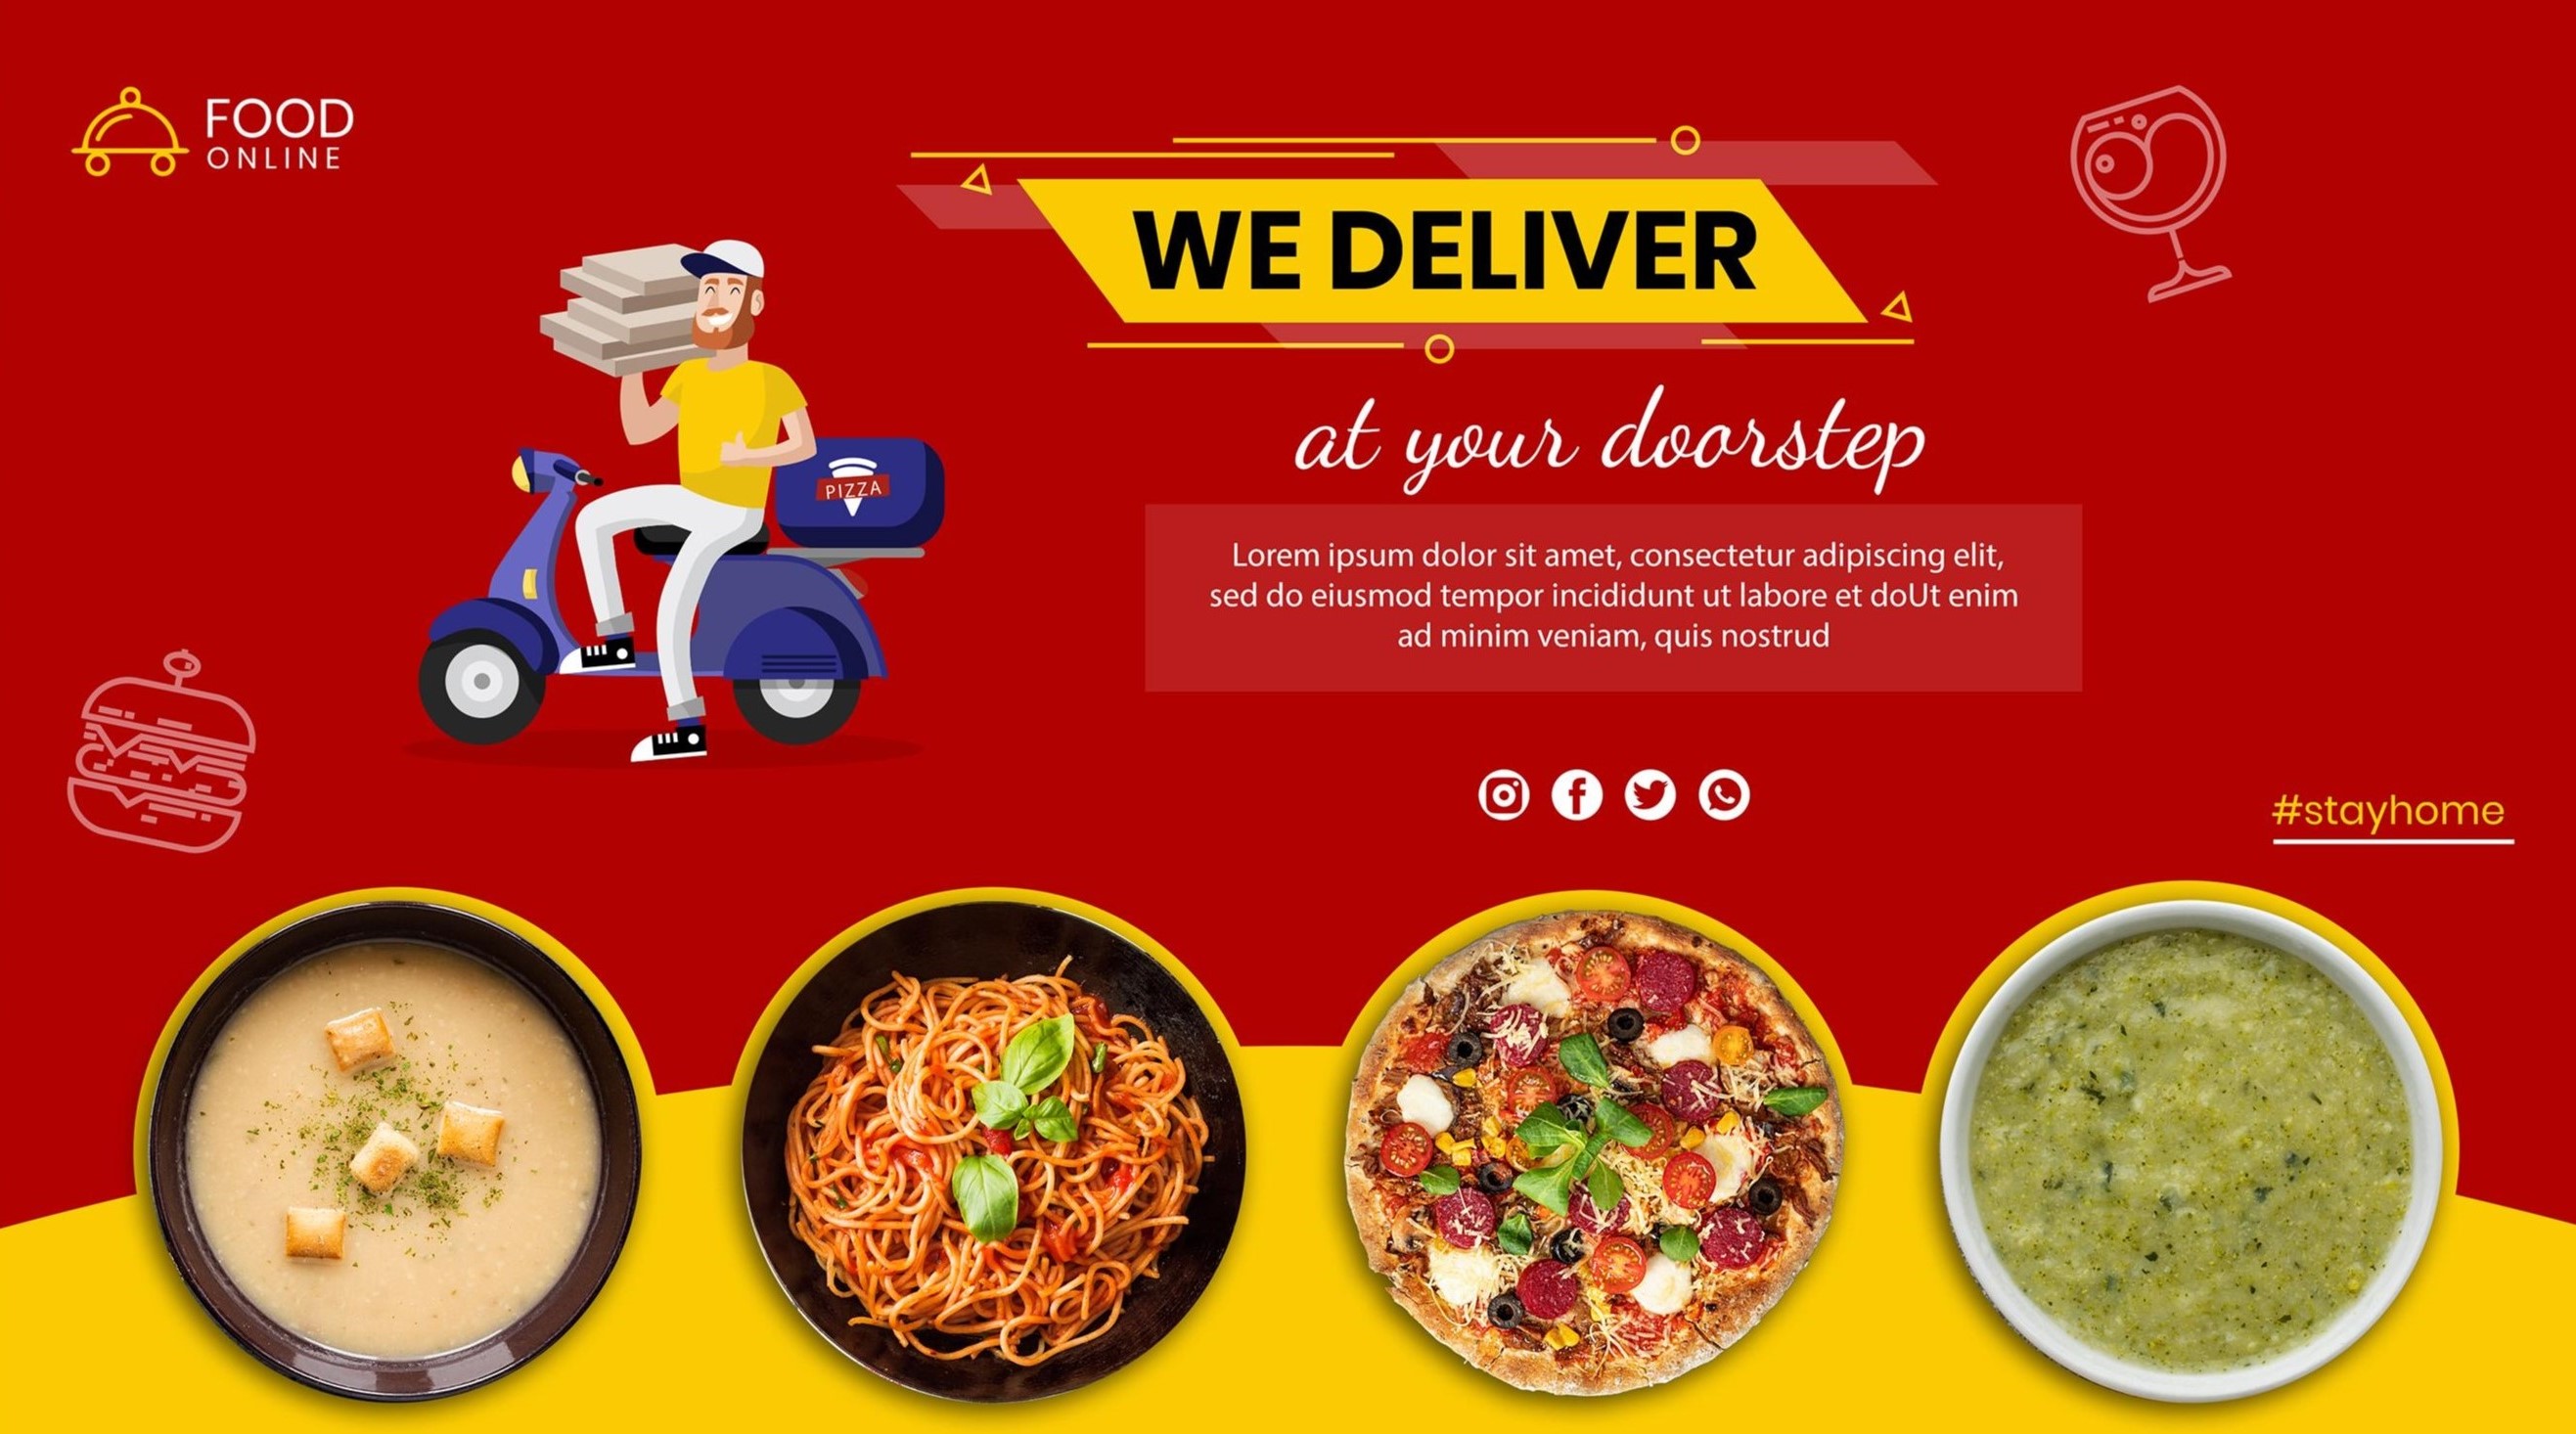 FOOD
ONLINE
WE DELIVER
at your doorstep
PIZZA
Lorem ipsum dolor sit amet, consectetur adipiscing elit,
sed do eiusmod tempor incididunt ut labore et doUt enim
ad minim veniam, quis nostrud
#stayhome